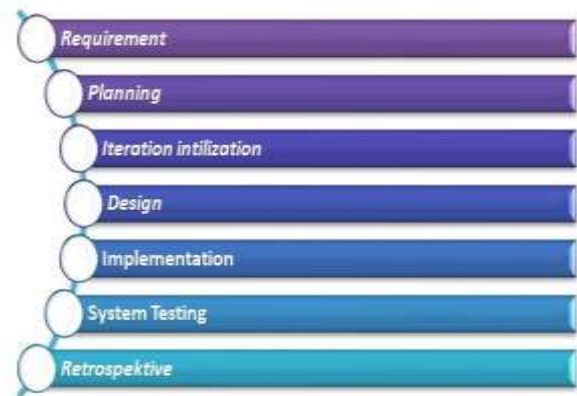 Requirement
Planning
Iteration intilization
Design
Implementation
System Testing
Retrospektive